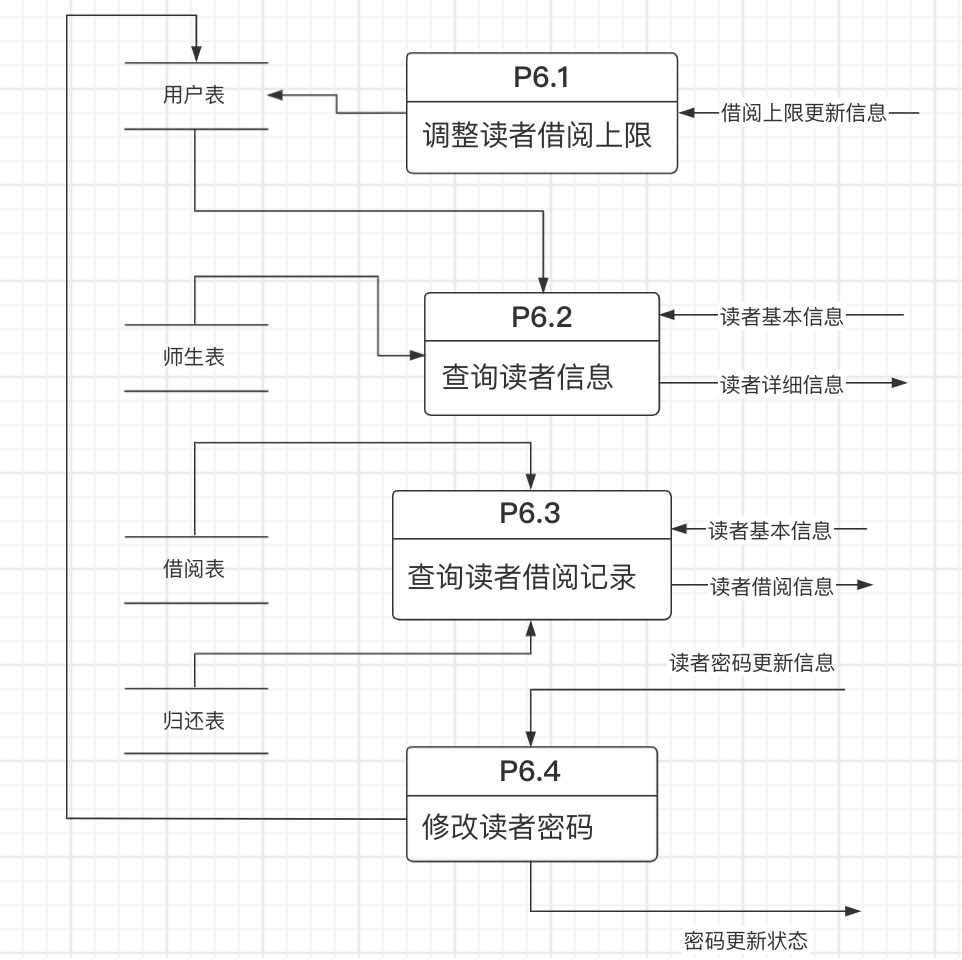 P6.1
用户表
调整读者借阅上限
借阅上限更新信息
P6.2
读者基本信息
师生表
查询读者信息
读者详细信息
P6.3
读者基本信息
借阅表
查询读者借阅记录
读者借阅信息
读者密码更新信息
归还表
P6.4
修改读者密码
密码更新状态